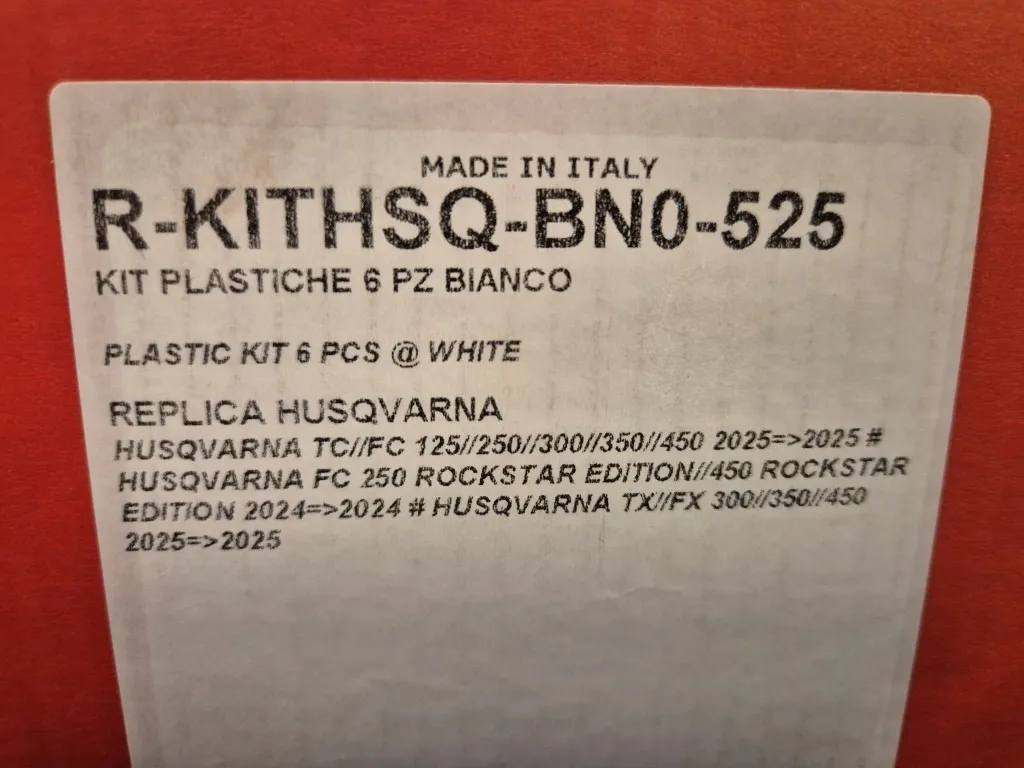 MADE IN ITALY
R-KITHSQ-BN0-525
KIT PLASTICHE 6 PZ BIANCO
PLASTIC KIT 6 PCS @ WHITE
REPLICA HUSQVARNA
HUSQVARNA TC//FC 125//250//300//350//450 2025=>2025 #
HUSQVARNA FC 250 ROCKSTAR EDITION//450 ROCKSTAR
EDITION 2024=>2024 # HUSQVARNA TX//FX 300//350//450
2025=>2025